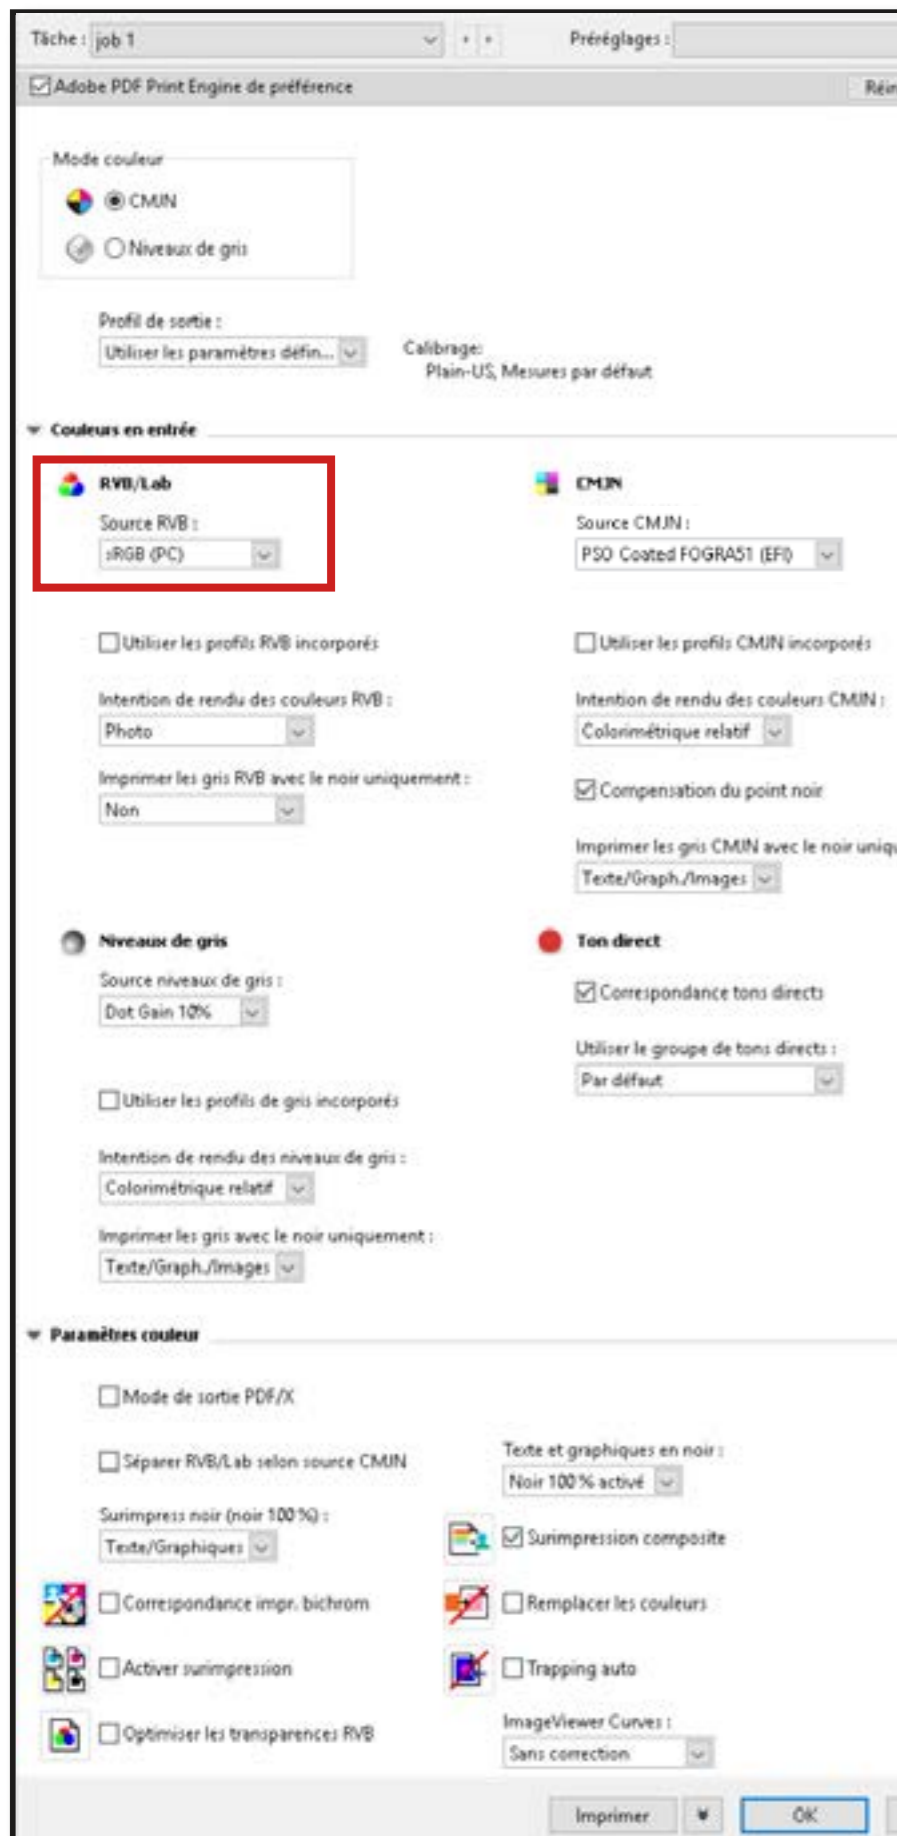 Tâche : job 1 Préréglages :
Adobe PDF Print Engine de préférence
Mode couleur
CMJN
Niveaux de gris
Profil de sortie :
Utiliser les paramètres défin...
Calibrage:
Plain-US, Mesures par défaut
Couleurs en entrée
RVB/Lab
Source RVB :
sRGB (PC)
Utiliser les profils RVB incorporés
Intention de rendu des couleurs RVB :
Photo
Imprimer les gris RVB avec le noir uniquement :
Non
CMJN
Source CMJN :
PSO Coated FOGRA51 (EFI)
Utiliser les profils CMJN incorporés
Intention de rendu des couleurs CMJN :
Colorimétrique relatif
Compensation du point noir
Imprimer les gris CMJN avec le noir uniqu
Texte/Graph./Images
Niveaux de gris
Source niveaux de gris :
Dot Gain 10%
Utiliser les profils de gris incorporés
Intention de rendu des niveaux de gris :
Colorimétrique relatif
Imprimer les gris avec le noir uniquement :
Texte/Graph./Images
Ton direct
Correspondance tons directs
Utiliser le groupe de tons directs :
Par défaut
Paramètres couleur
Mode de sortie PDF/X
Séparer RVB/Lab selon source CMJN
Surimpress noir (noir 100%) :
Texte/Graphiques
Correspondance impr. bichrom
Activer surimpression
Optimiser les transparences RVB
Texte et graphiques en noir :
Noir 100% activé
Surimpression composite
Remplacer les couleurs
Trapping auto
ImageViewer Curves :
Sans correction
Imprimer OK